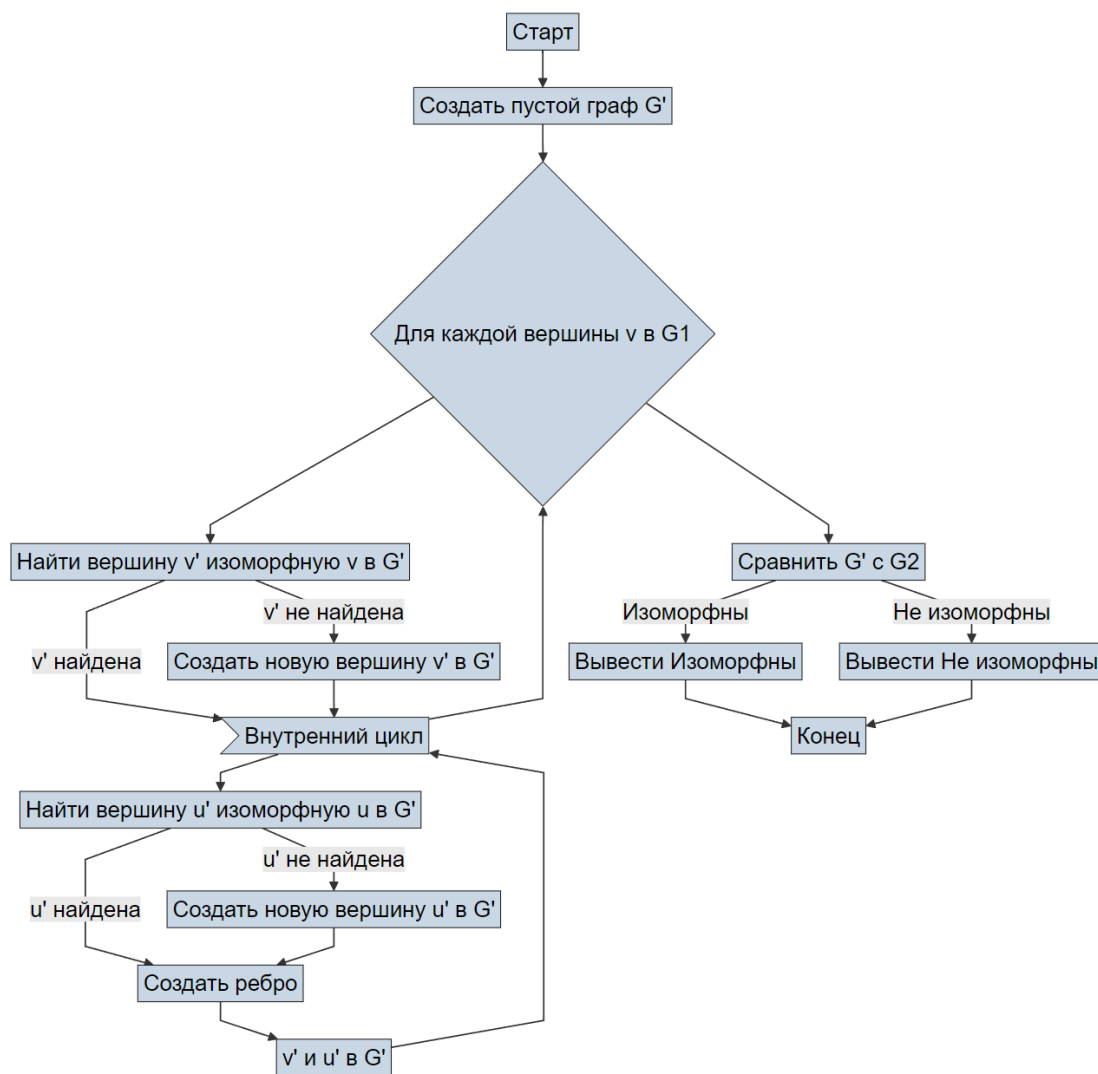 Старт
Создать пустой граф G'
Для каждой вершины v в G1
Найти вершину v' изоморфную v в G'
Сравнить G' с G2
v' не найдена
Изоморфны
Не изоморфны
v' найдена
Создать новую вершину v' в G'
Вывести Изоморфны
Вывести Не изоморфны
Внутренний цикл
Конец
Найти вершину u' изоморфную u в G'
u' не найдена
u' найдена
Создать новую вершину u' в G'
Создать ребро
v' и u' в G'